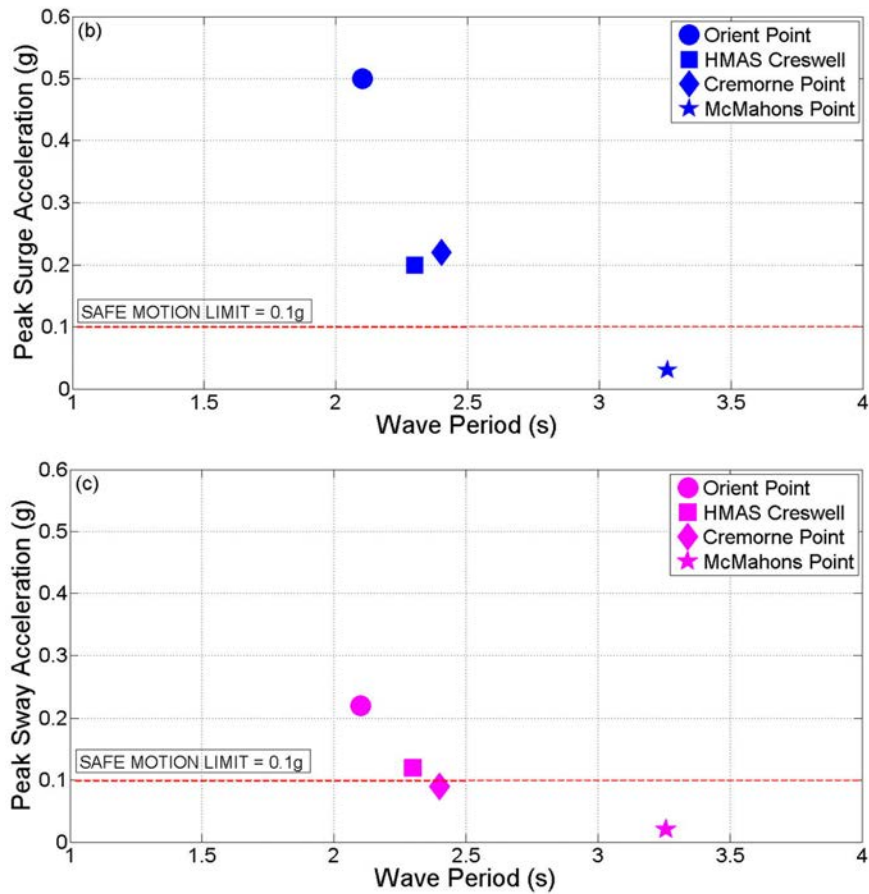 (b)
Orient Point
HMAS Creswell
Cremorne Point
McMahons Point
Peak Surge Acceleration (g)
0.6
0.5
0.4
0.3
0.2
0.1
0
SAFE MOTION LIMIT = 0.1g
1 1.5 2 2.5 3 3.5 4
Wave Period (s)
(c)
Orient Point
HMAS Creswell
Cremorne Point
McMahons Point
Peak Sway Acceleration (g)
0.6
0.5
0.4
0.3
0.2
0.1
0
SAFE MOTION LIMIT = 0.1g
1 1.5 2 2.5 3 3.5 4
Wave Period (s)